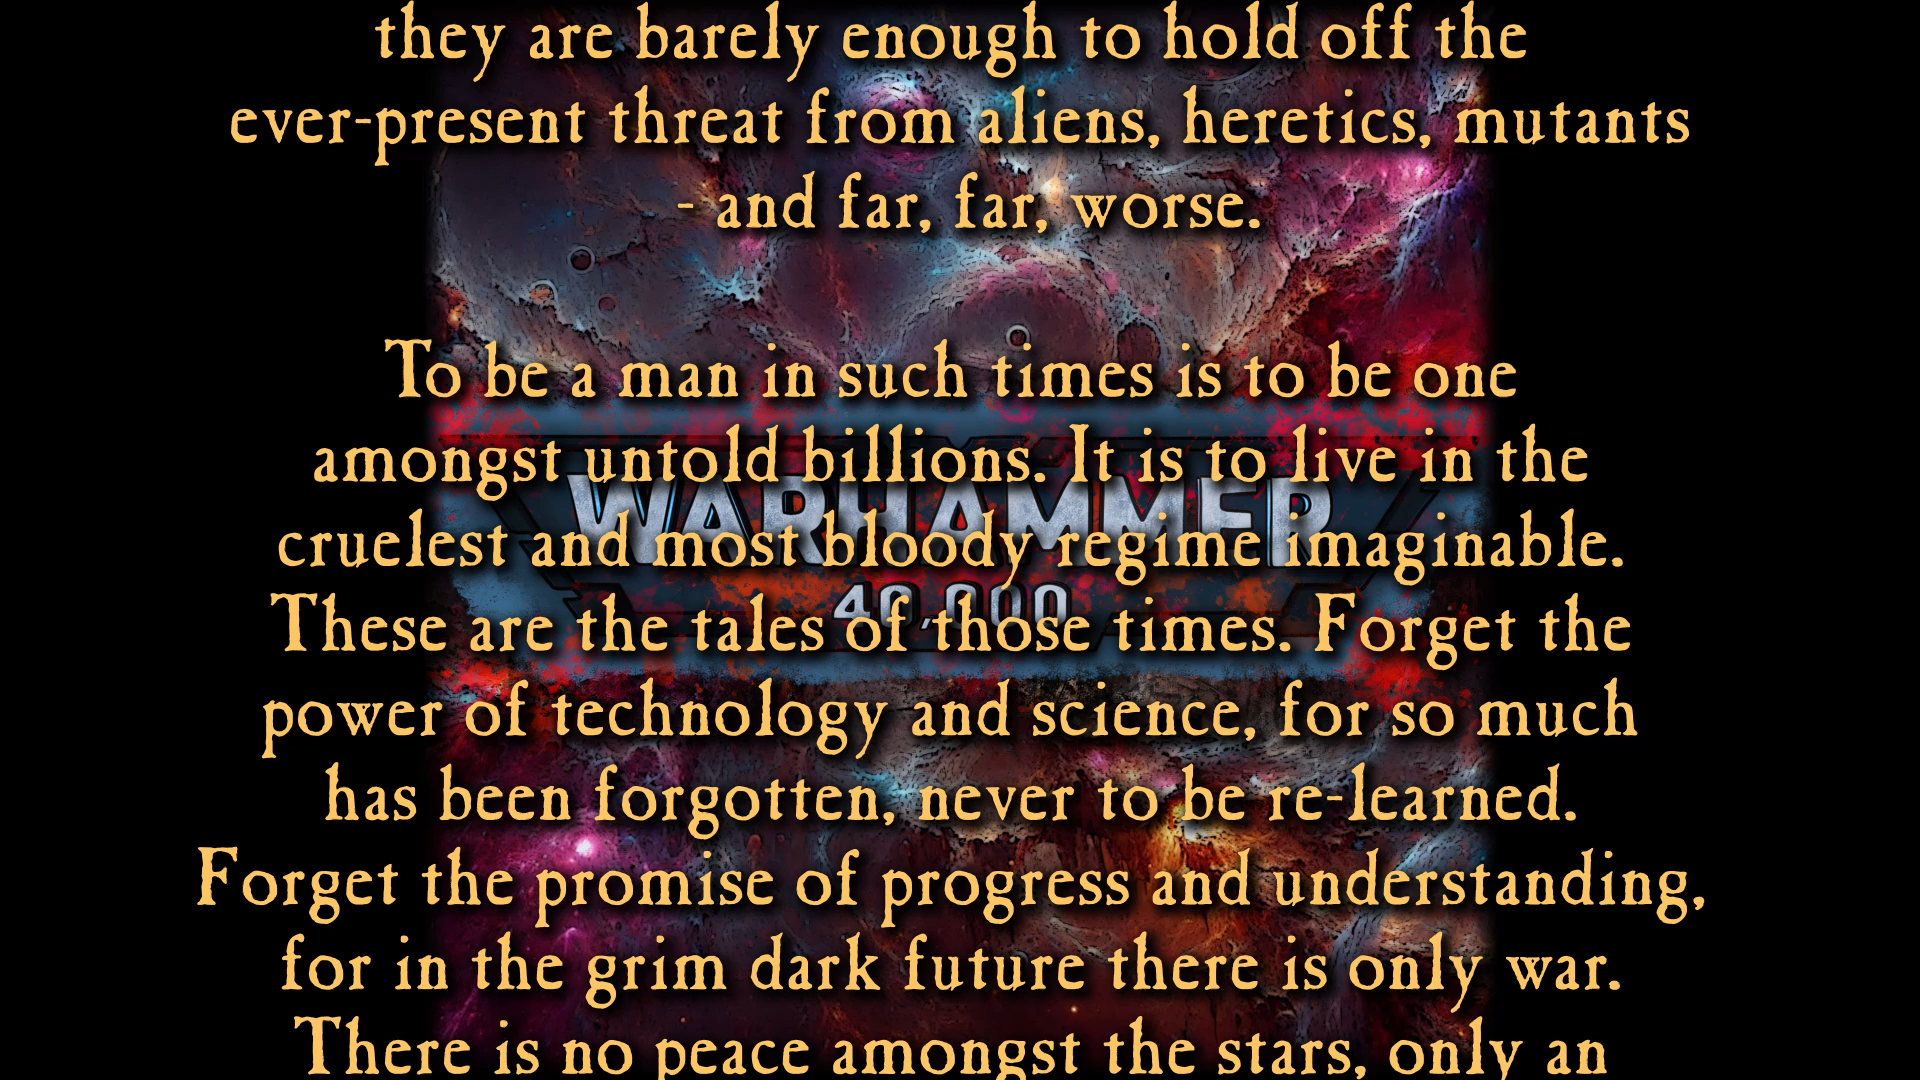 they are barely enough to hold off the
ever-present threat from aliens, heretics, mutants
- and far, far, worse.
To be a man in such times is to be one
amongst untold billions. It is to live in the
WARHAMMER
cruelest and most bloody regime imaginable.
40,000
These are the tales of those times. Forget the
power of technology and science, for so much
has been forgotten, never to be re-learned.
Forget the promise of progress and understanding,
for in the grim dark future there is only war.
There is no peace amongst the stars, only an